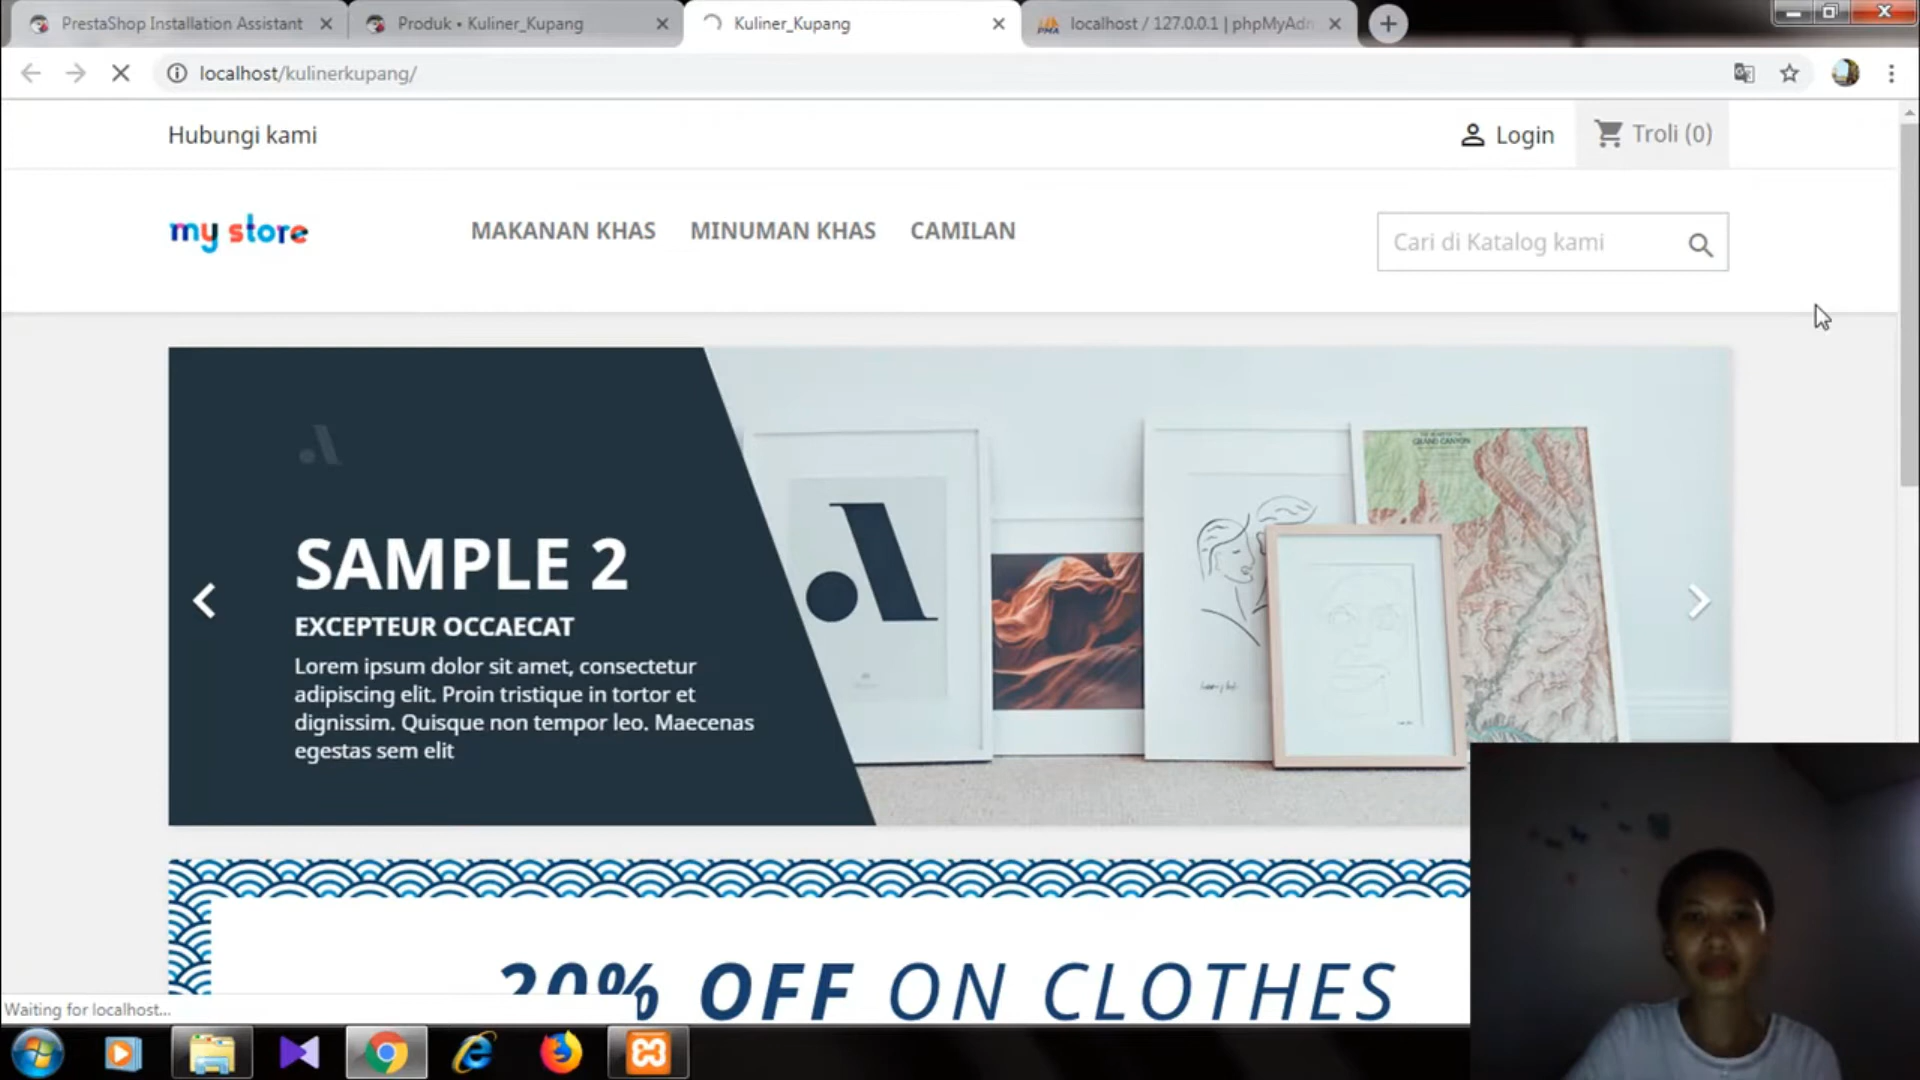 PrestaShop Installation Assistant
Produk • Kuliner_Kupang
Kuliner_Kupang
localhost / 127.0.0.1 | phpMyAdn
localhost/kulinerkupang/
Hubungi kami
Login
Troli (0)
my store
MAKANAN KHAS
MINUMAN KHAS
CAMILAN
Cari di Katalog kami
SAMPLE 2
EXCEPTEUR OCCAECAT
Lorem ipsum dolor sit amet, consectetur
adipiscing elit. Proin tristique in tortor et
dignissim. Quisque non tempor leo. Maecenas
egestas sem elit
GRAND CANYON
20% OFF ON CLOTHES
Waiting for localhost...